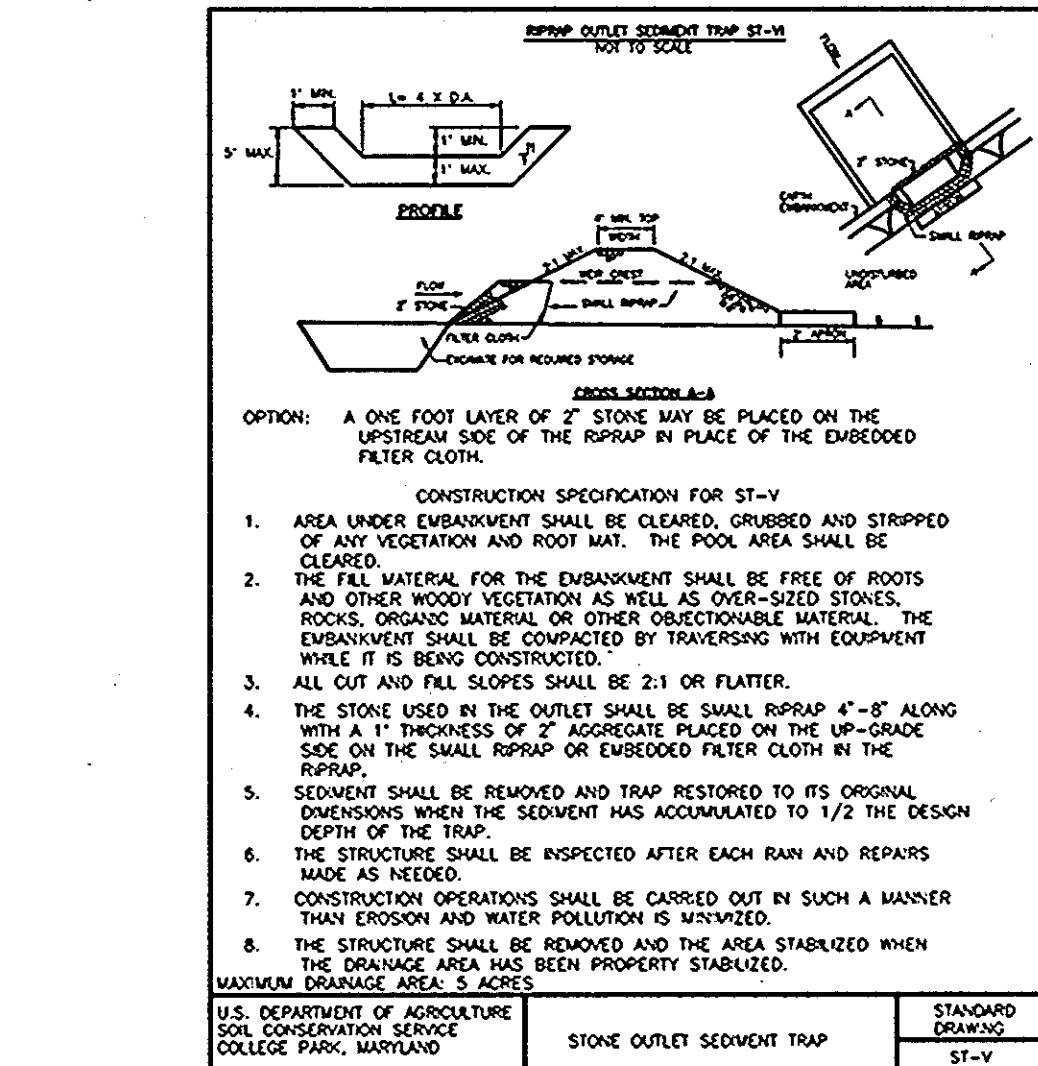 RIPRAP OUTLET SEDIMENT TRAP ST-VI
NOT TO SCALE
1' MIN.
L= 4 X D.A.
5' MAX.
1' MIN.
1' MAX.
PROFILE
FLOW
A
2" STONE
EARTH
EMBANKMENT
SMALL RIPRAP
UNDISTURBED
AREA
A
4' MIN. TOP
WIDTH
2:1 MAX.
2:1 MAX.
WEIR CREST
FLOW
2" STONE
SMALL RIPRAP
FILTER CLOTH
EXCAVATE FOR REQUIRED STORAGE
2' APRON
CROSS SECTION A-A
OPTION: A ONE FOOT LAYER OF 2" STONE MAY BE PLACED ON THE
UPSTREAM SIDE OF THE RIPRAP IN PLACE OF THE EMBEDDED
FILTER CLOTH.
CONSTRUCTION SPECIFICATION FOR ST-V
1. AREA UNDER EMBANKMENT SHALL BE CLEARED, GRUBBED AND STRIPPED
OF ANY VEGETATION AND ROOT MAT. THE POOL AREA SHALL BE
CLEARED.
2. THE FILL MATERIAL FOR THE EMBANKMENT SHALL BE FREE OF ROOTS
AND OTHER WOODY VEGETATION AS WELL AS OVER-SIZED STONES,
ROCKS, ORGANIC MATERIAL OR OTHER OBJECTIONABLE MATERIAL. THE
EMBANKMENT SHALL BE COMPACTED BY TRAVERSING WITH EQUIPMENT
WHILE IT IS BEING CONSTRUCTED.
3. ALL CUT AND FILL SLOPES SHALL BE 2:1 OR FLATTER.
4. THE STONE USED IN THE OUTLET SHALL BE SMALL RIPRAP 4"-8" ALONG
WITH A 1' THICKNESS OF 2" AGGREGATE PLACED ON THE UP-GRADE
SIDE ON THE SMALL RIPRAP OR EMBEDDED FILTER CLOTH IN THE
RIPRAP.
5. SEDIMENT SHALL BE REMOVED AND TRAP RESTORED TO ITS ORIGINAL
DIMENSIONS WHEN THE SEDIMENT HAS ACCUMULATED TO 1/2 THE DESIGN
DEPTH OF THE TRAP.
6. THE STRUCTURE SHALL BE INSPECTED AFTER EACH RAIN AND REPAIRS
MADE AS NEEDED.
7. CONSTRUCTION OPERATIONS SHALL BE CARRIED OUT IN SUCH A MANNER
THAN EROSION AND WATER POLLUTION IS MINIMIZED.
8. THE STRUCTURE SHALL BE REMOVED AND THE AREA STABILIZED WHEN
THE DRAINAGE AREA HAS BEEN PROPERTY STABILIZED.
MAXIMUM DRAINAGE AREA: 5 ACRES
U.S. DEPARTMENT OF AGRICULTURE
SOIL CONSERVATION SERVICE
COLLEGE PARK, MARYLAND
STONE OUTLET SEDIMENT TRAP
STANDARD
DRAWING
ST-V